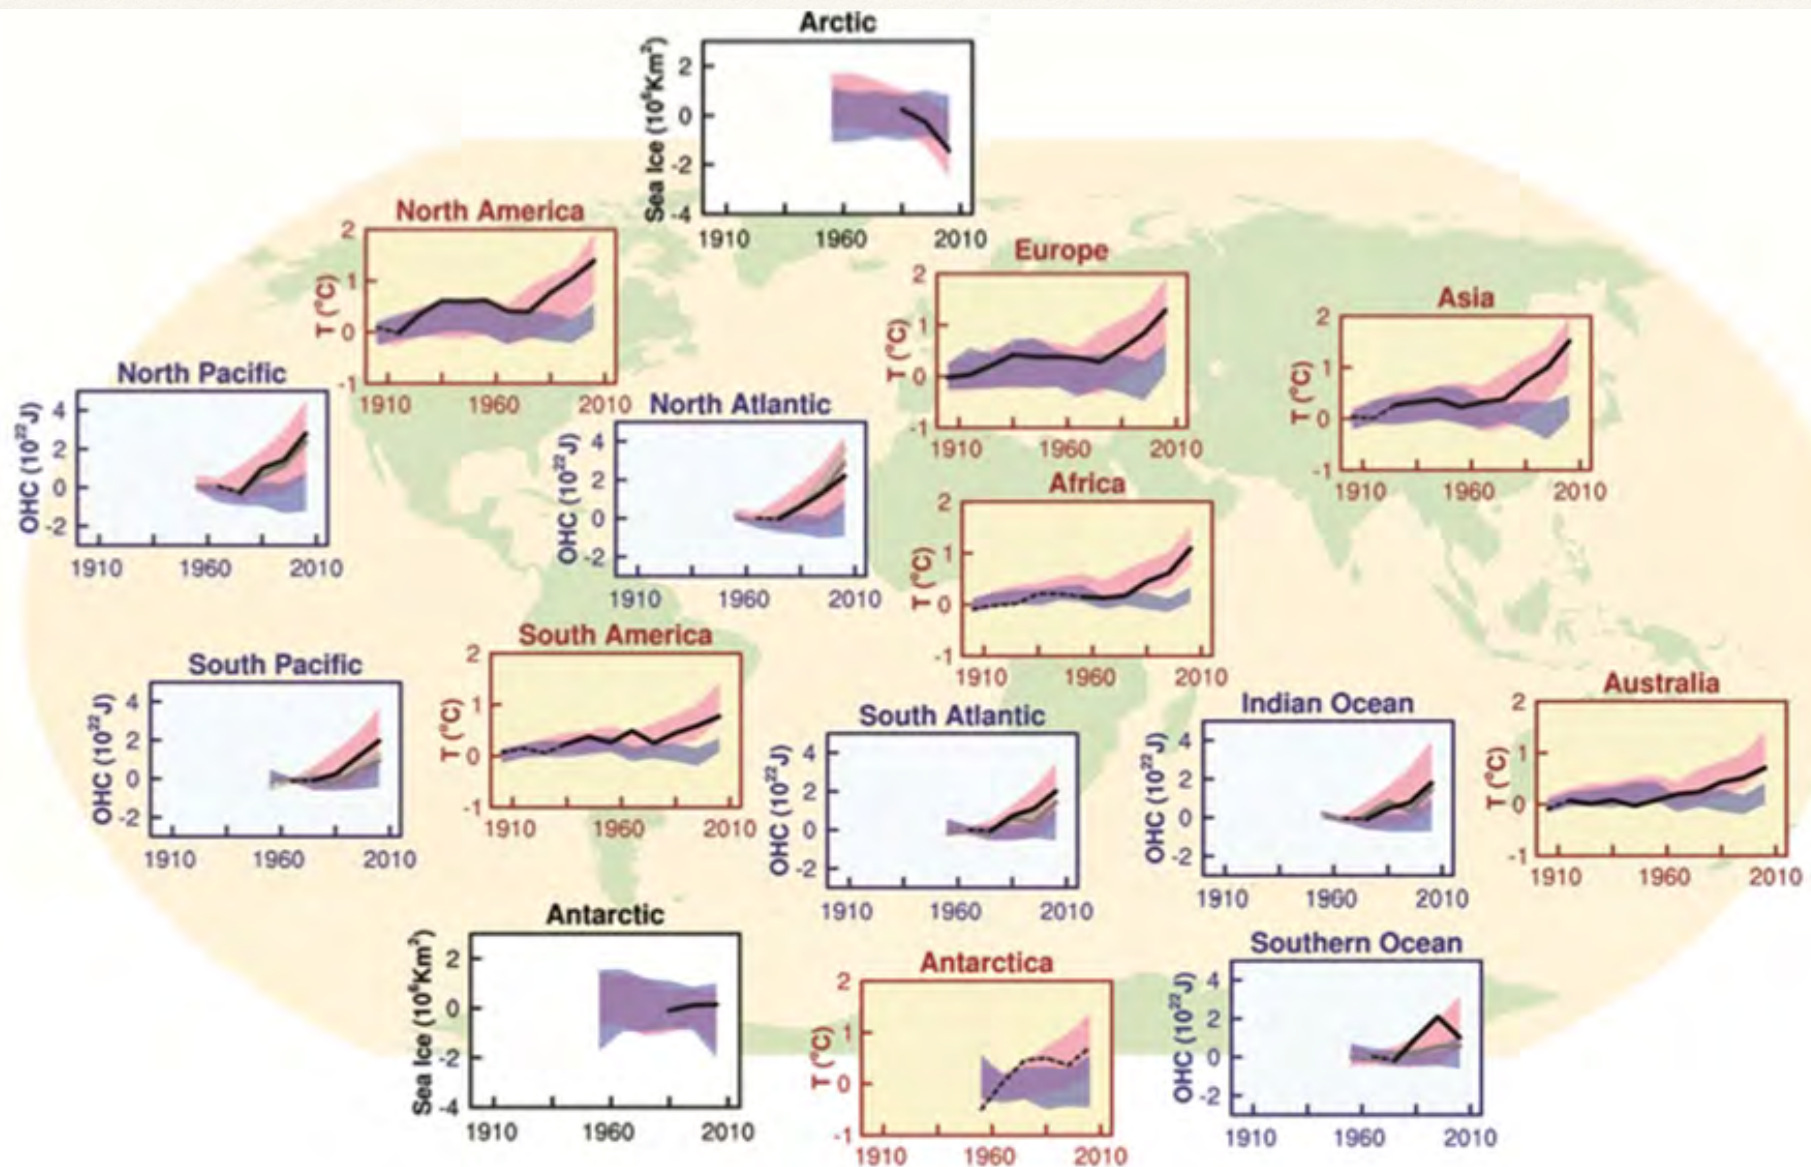 Arctic
Sea Ice (10⁶Km²)
2
0
-2
-4
1910 1960 2010
North America
T (°C)
2
1
0
-1
1910 1960 2010
Europe
T (°C)
2
1
0
-1
1910 1960 2010
Asia
T (°C)
2
1
0
-1
1910 1960 2010
North Pacific
OHC (10²²J)
4
2
0
-2
1910 1960 2010
North Atlantic
OHC (10²²J)
4
2
0
-2
1910 1960 2010
Africa
T (°C)
2
1
0
-1
1910 1960 2010
South Pacific
OHC (10²²J)
4
2
0
-2
1910 1960 2010
South America
T (°C)
2
1
0
-1
1910 1960 2010
South Atlantic
OHC (10²²J)
4
2
0
-2
1910 1960 2010
Indian Ocean
OHC (10²²J)
4
2
0
-2
1910 1960 2010
Australia
T (°C)
2
1
0
-1
1910 1960 2010
Antarctic
Sea Ice (10⁶Km²)
2
0
-2
-4
1910 1960 2010
Antarctica
T (°C)
2
1
0
-1
1910 1960 2010
Southern Ocean
OHC (10²²J)
4
2
0
-2
1910 1960 2010